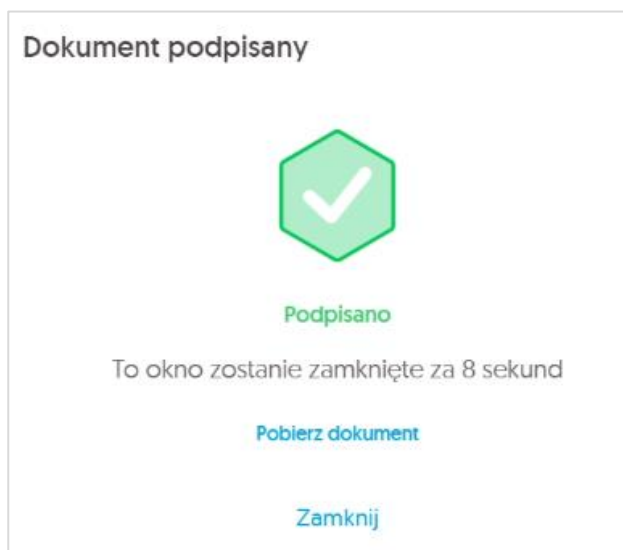 Dokument podpisany
Podpisano
To okno zostanie zamknięte za 8 sekund
Pobierz dokument
Zamknij